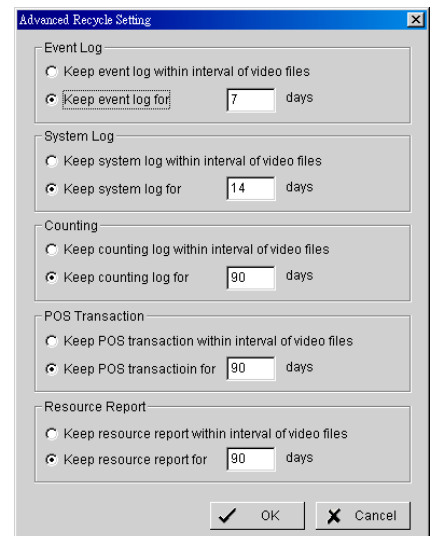 Advanced Recycle Setting
Event Log
Keep event log within interval of video files
Keep event log for 7 days
System Log
Keep system log within interval of video files
Keep system log for 14 days
Counting
Keep counting log within interval of video files
Keep counting log for 90 days
POS Transaction
Keep POS transaction within interval of video files
Keep POS transactioin for 90 days
Resource Report
Keep resource report within interval of video files
Keep resource report for 90 days
OK Cancel